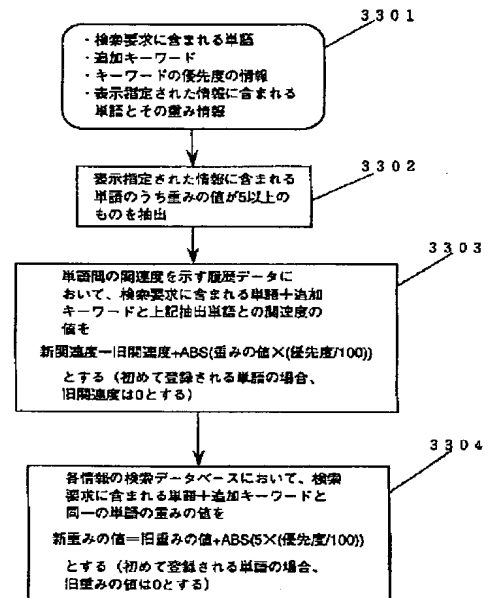 3301
・検索要求に含まれる単語
・追加キーワード
・キーワードの優先度の情報
・表示指定された情報に含まれる
単語とその重み情報
3302
表示指定された情報に含まれる
単語のうち重みの値が5以上の
ものを抽出
3303
単語間の関連度を示す履歴データに
おいて、検索要求に含まれる単語+追加
キーワードと上記抽出単語との関連度の
値を
新関連度=旧関連度+ABS(重みの値×(優先度/100))
とする（初めて登録される単語の場合、
旧関連度は0とする）
3304
各情報の検索データベースにおいて、検索
要求に含まれる単語+追加キーワードと
同一の単語の重みの値を
新重みの値=旧重みの値+ABS(5×(優先度/100))
とする（初めて登録される単語の場合、
旧重みの値は0とする）